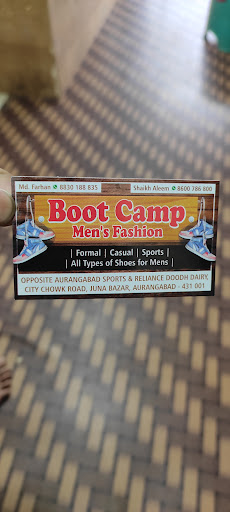 Md. Farhan 8830 188 835 Shaikh Aleem 8600 786 800
Boot Camp
Men's Fashion
| Formal | Casual | Sports |
| All Types of Shoes for Mens |
OPPOSITE AURANGABAD SPORTS & RELIANCE DOODH DAIRY,
CITY CHOWK ROAD, JUNA BAZAR, AURANGABAD - 431 001